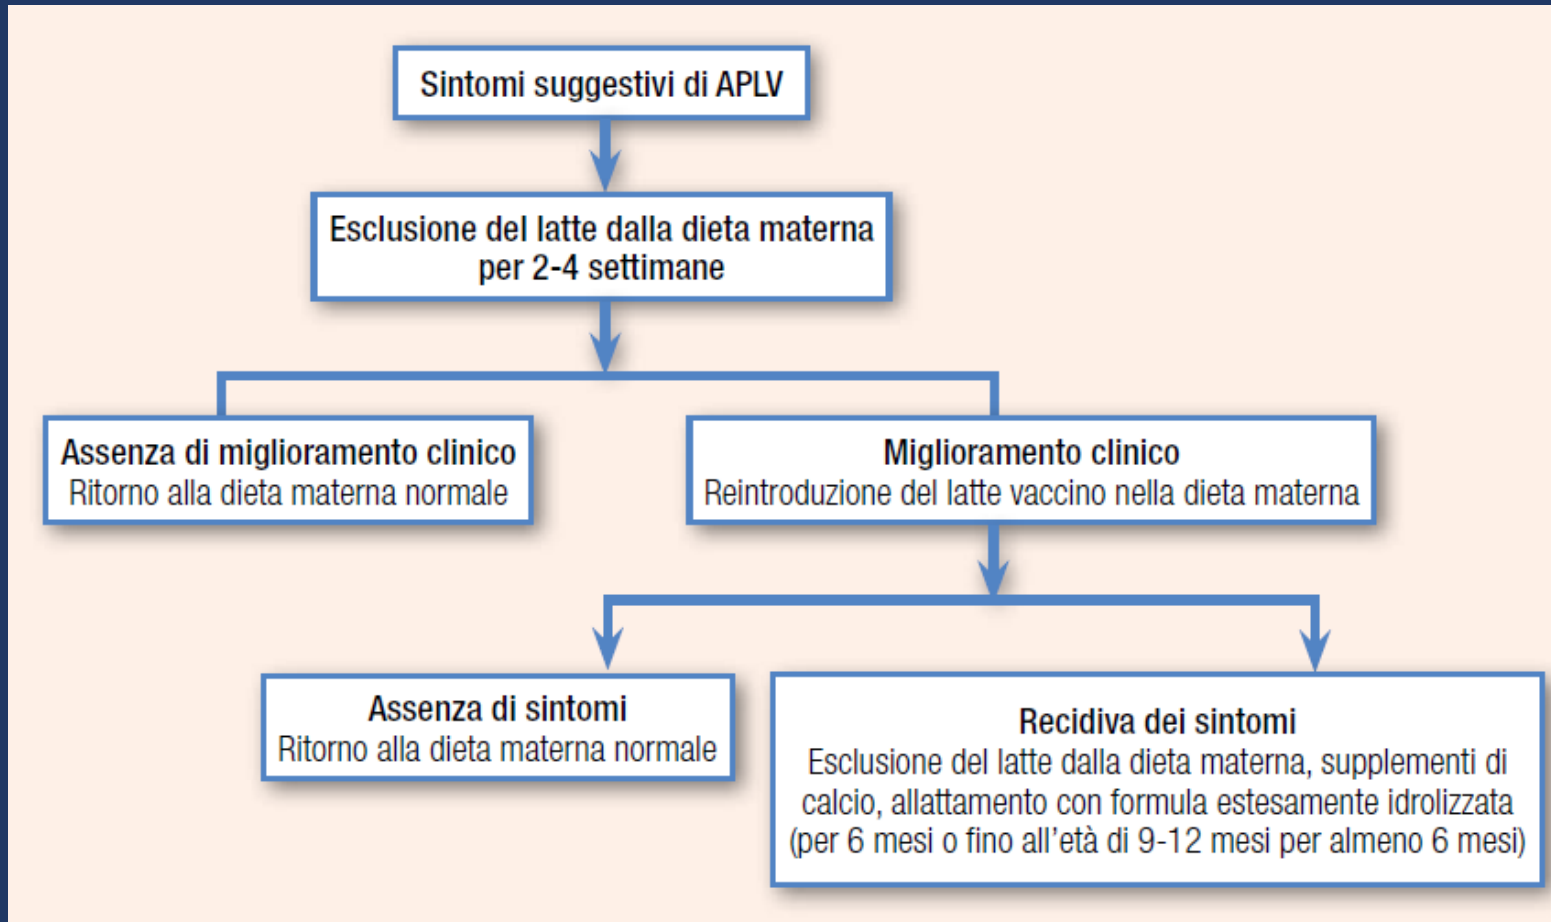 Sintomi suggestivi di APLV
Esclusione del latte dalla dieta materna
per 2-4 settimane
Assenza di miglioramento clinico
Ritorno alla dieta materna normale
Miglioramento clinico
Reintroduzione del latte vaccino nella dieta materna
Assenza di sintomi
Ritorno alla dieta materna normale
Recidiva dei sintomi
Esclusione del latte dalla dieta materna, supplementi di
calcio, allattamento con formula estesamente idrolizzata
(per 6 mesi o fino all'età di 9-12 mesi per almeno 6 mesi)